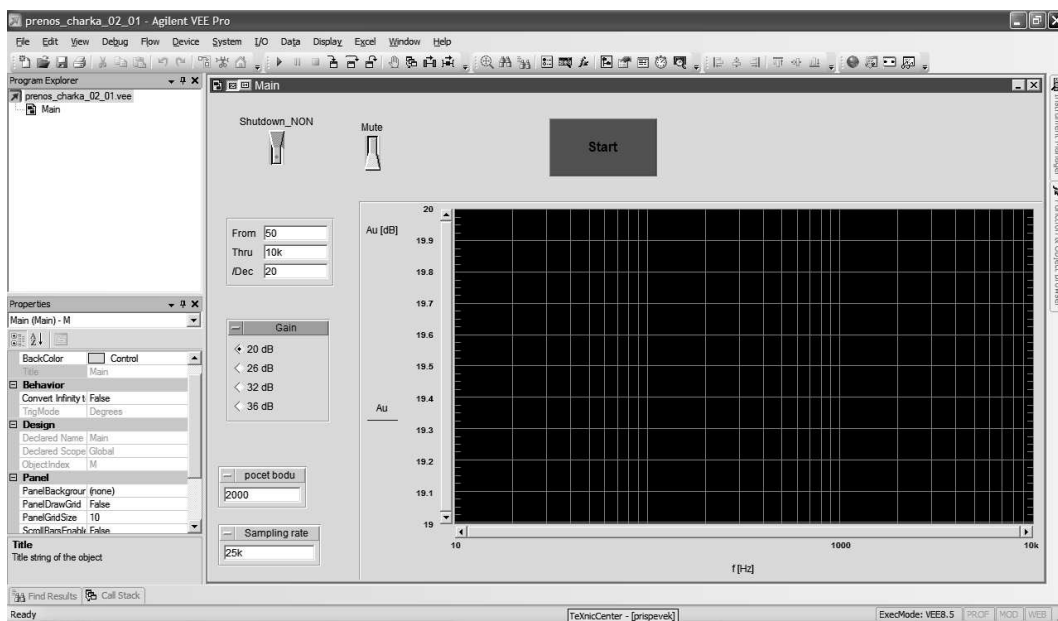 prenos_charka_02_01 - Agilent VEE Pro
File Edit View Debug Flow Device System I/O Data Display Excel Window Help
Program Explorer
prenos_charka_02_01.vee
Main
Main
Shutdown_NON
Mute
Start
From 50
Thru 10k
/Dec 20
Gain
20 dB
26 dB
32 dB
36 dB
pocet bodu
2000
Sampling rate
25k
Au [dB]
Au
20
19.9
19.8
19.7
19.6
19.5
19.4
19.3
19.2
19.1
19
10 1000 10k
f [Hz]
Properties
Main (Main) - M
BackColor Control
Title Main
Behavior
Convert Infinity t False
TrigMode Degrees
Design
Declared Name Main
Declared Scope Global
ObjectIndex M
Panel
PanelBackgrour (none)
PanelDrawGrid False
PanelGridSize 10
ScrollBarsEnable False
Title
Title string of the object
Find Results Call Stack
Ready
TeXnicCenter - [prispevek]
ExecMode: VEE8.5 PROF MOD WEB